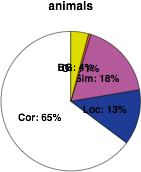 animals
Sim: 18%
Loc: 13%
Cor: 65%